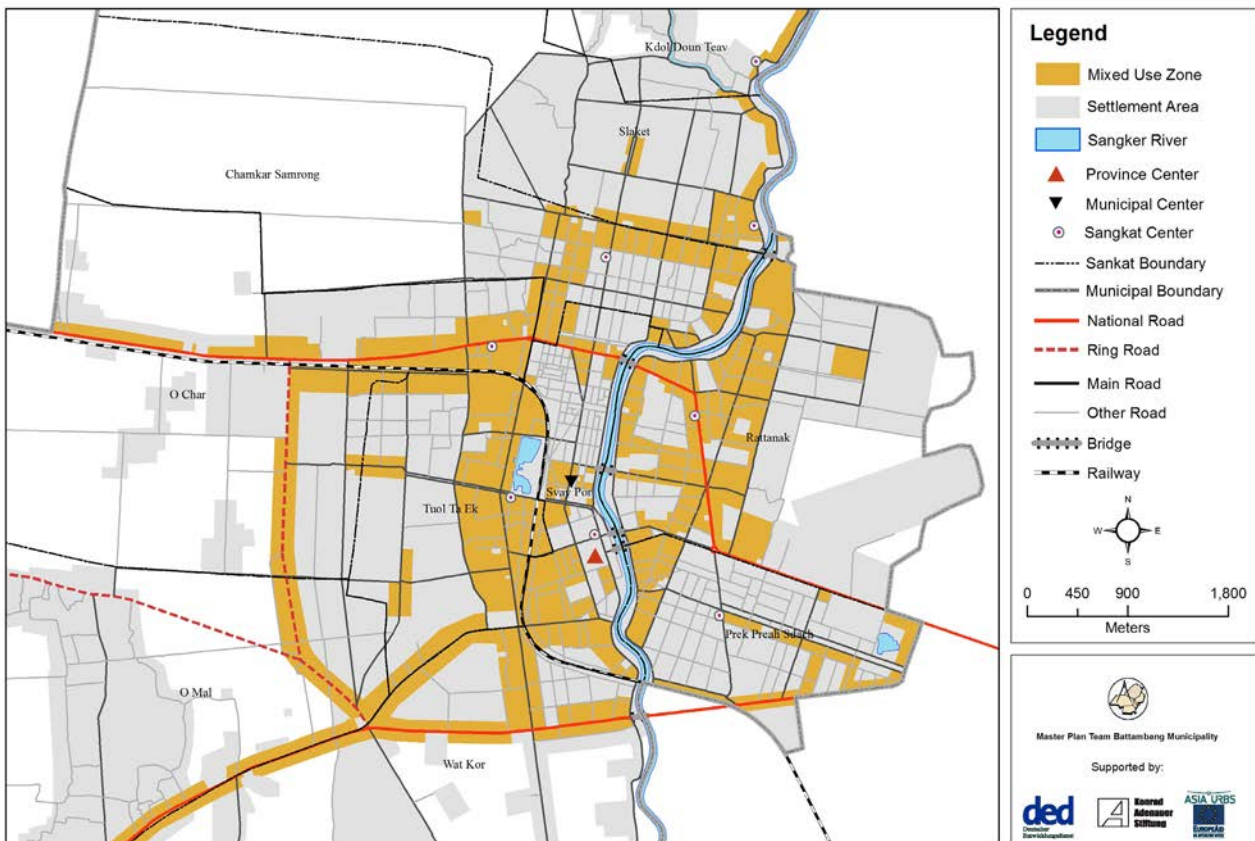 Kdol Doun Teav
Slaket
Chamkar Samrong
O Char
Rattanak
Svay Por
Tuol Ta Ek
Prek Preah Sdach
O Mal
Wat Kor
Legend
Mixed Use Zone
Settlement Area
Sangker River
Province Center
Municipal Center
Sangkat Center
Sankat Boundary
Municipal Boundary
National Road
Ring Road
Main Road
Other Road
Bridge
Railway
N
W E
S
0 450 900 1,800
Meters
Master Plan Team Battambang Municipality
Supported by:
ded
Deutscher
Entwicklungsdienst
Konrad
Adenauer
Stiftung
ASIA URBS
EUROPEAID